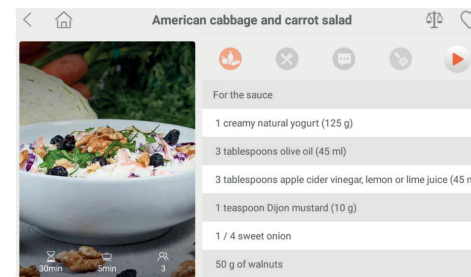 American cabbage and carrot salad
For the sauce
1 creamy natural yogurt (125 g)
3 tablespoons olive oil (45 ml)
3 tablespoons apple cider vinegar, lemon or lime juice (45 m
1 teaspoon Dijon mustard (10 g)
1 / 4 sweet onion
50 g of walnuts
30min 5min 3